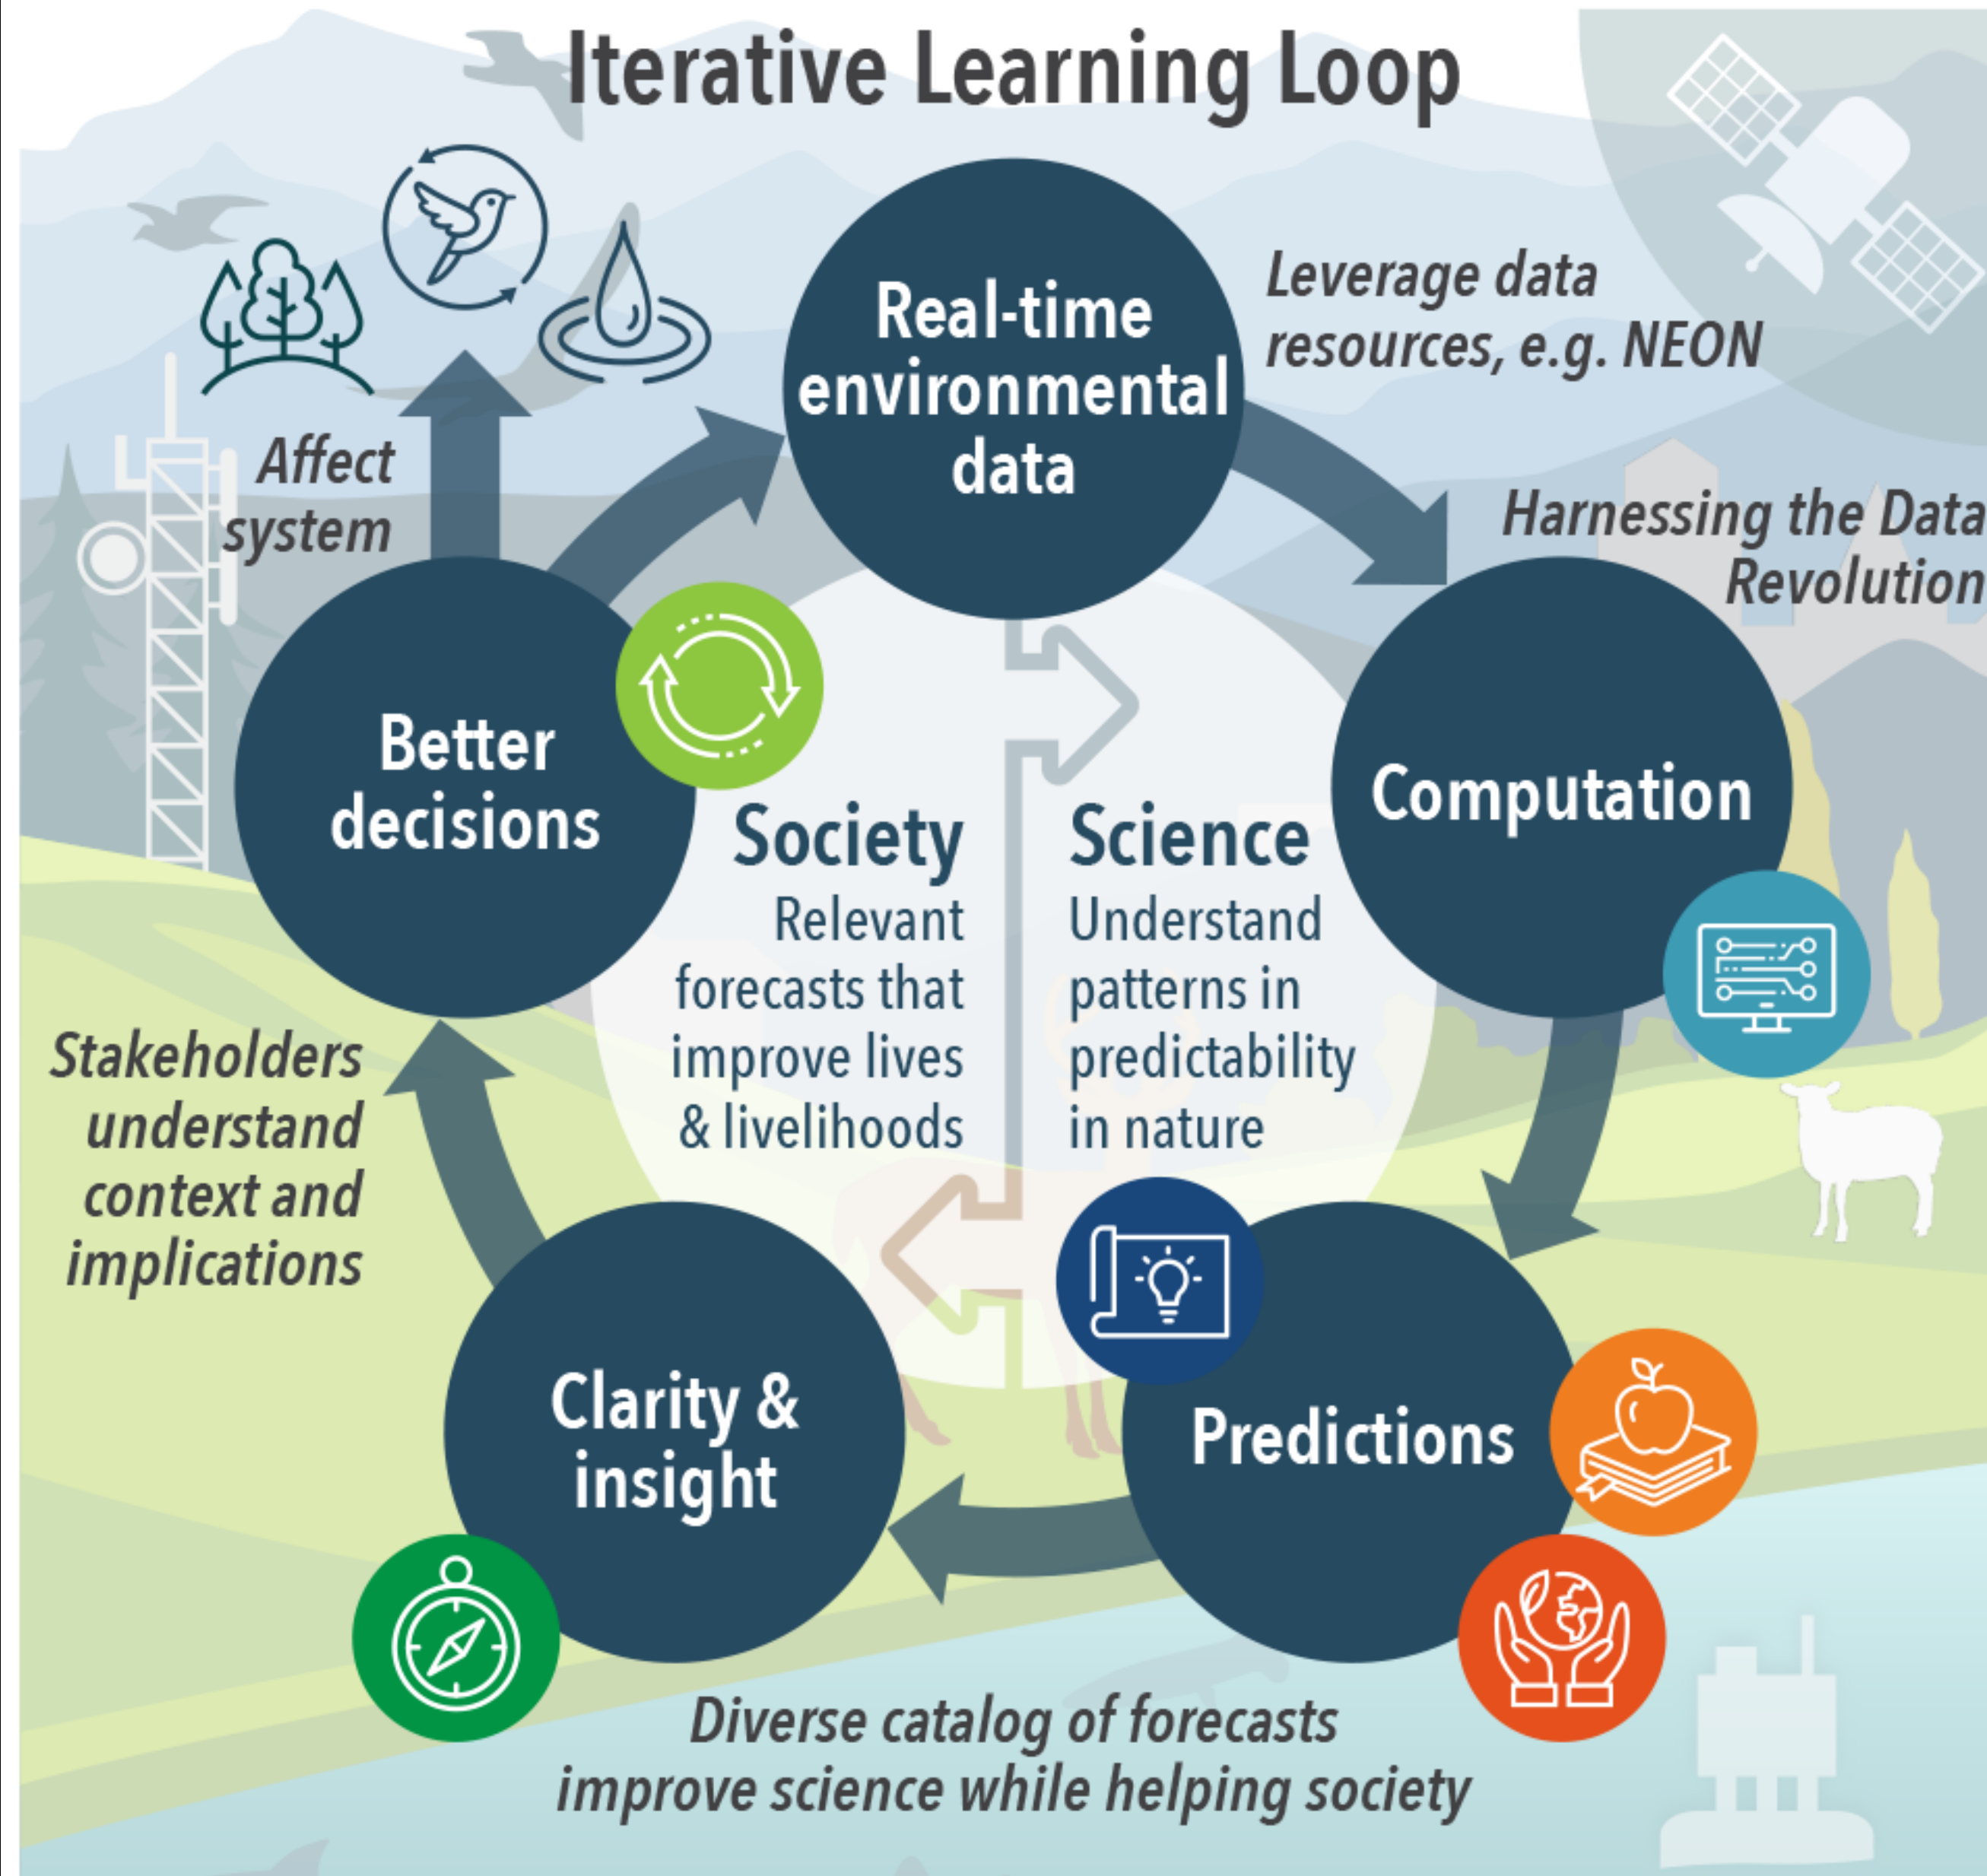 Iterative Learning Loop
Real-time
environmental
data
Leverage data
resources, e.g. NEON
Harnessing the Data
Revolution
Computation
Predictions
Diverse catalog of forecasts
improve science while helping society
Clarity &
insight
Stakeholders
understand
context and
implications
Better
decisions
Affect
system
Society
Relevant
forecasts that
improve lives
& livelihoods
Science
Understand
patterns in
predictability
in nature